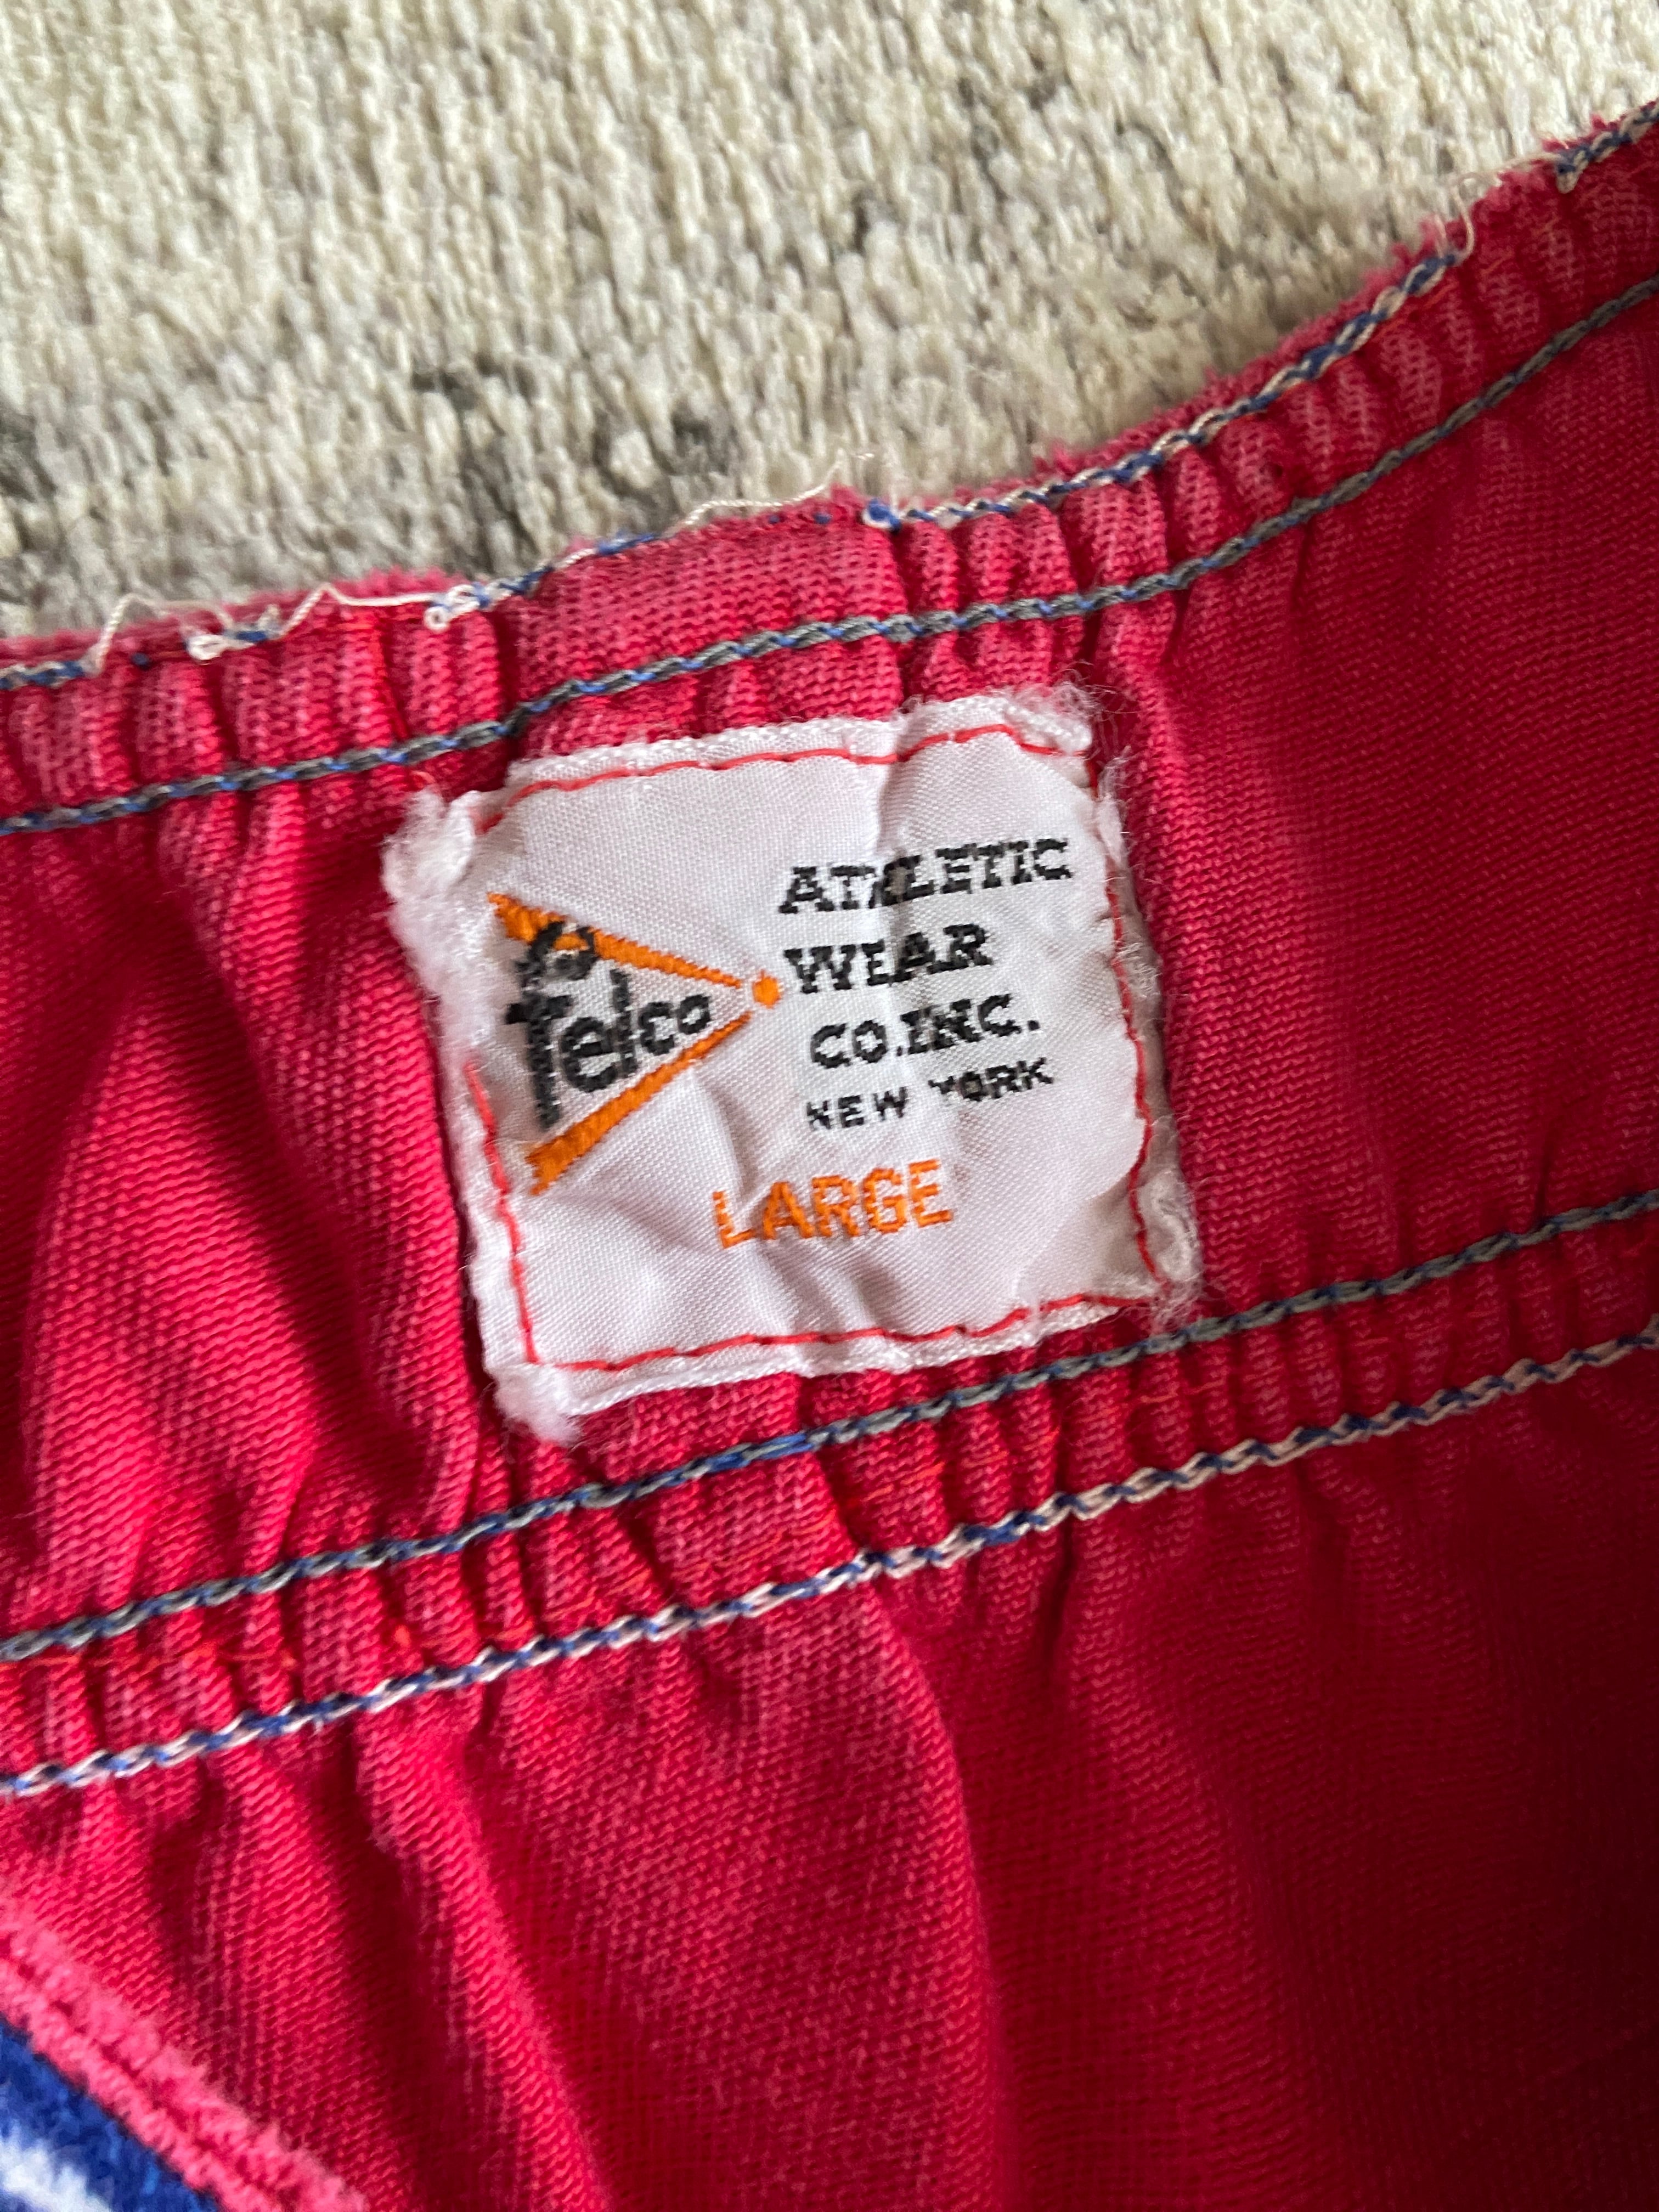 Felco
ATHLETIC
WEAR
CO.INC.
NEW YORK
LARGE